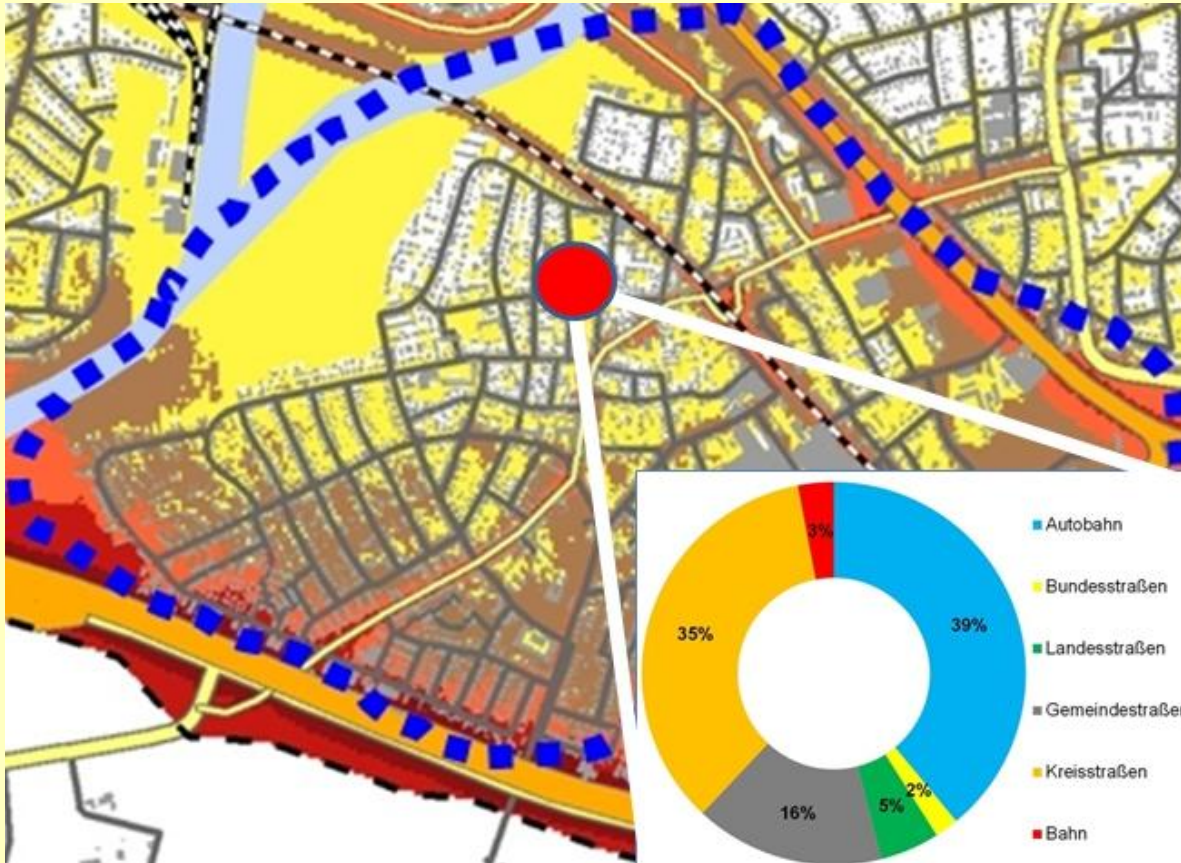 3%
39%
35%
2%
5%
16%
Autobahn
Bundesstraßen
Landesstraßen
Gemeindestraßen
Kreisstraßen
Bahn